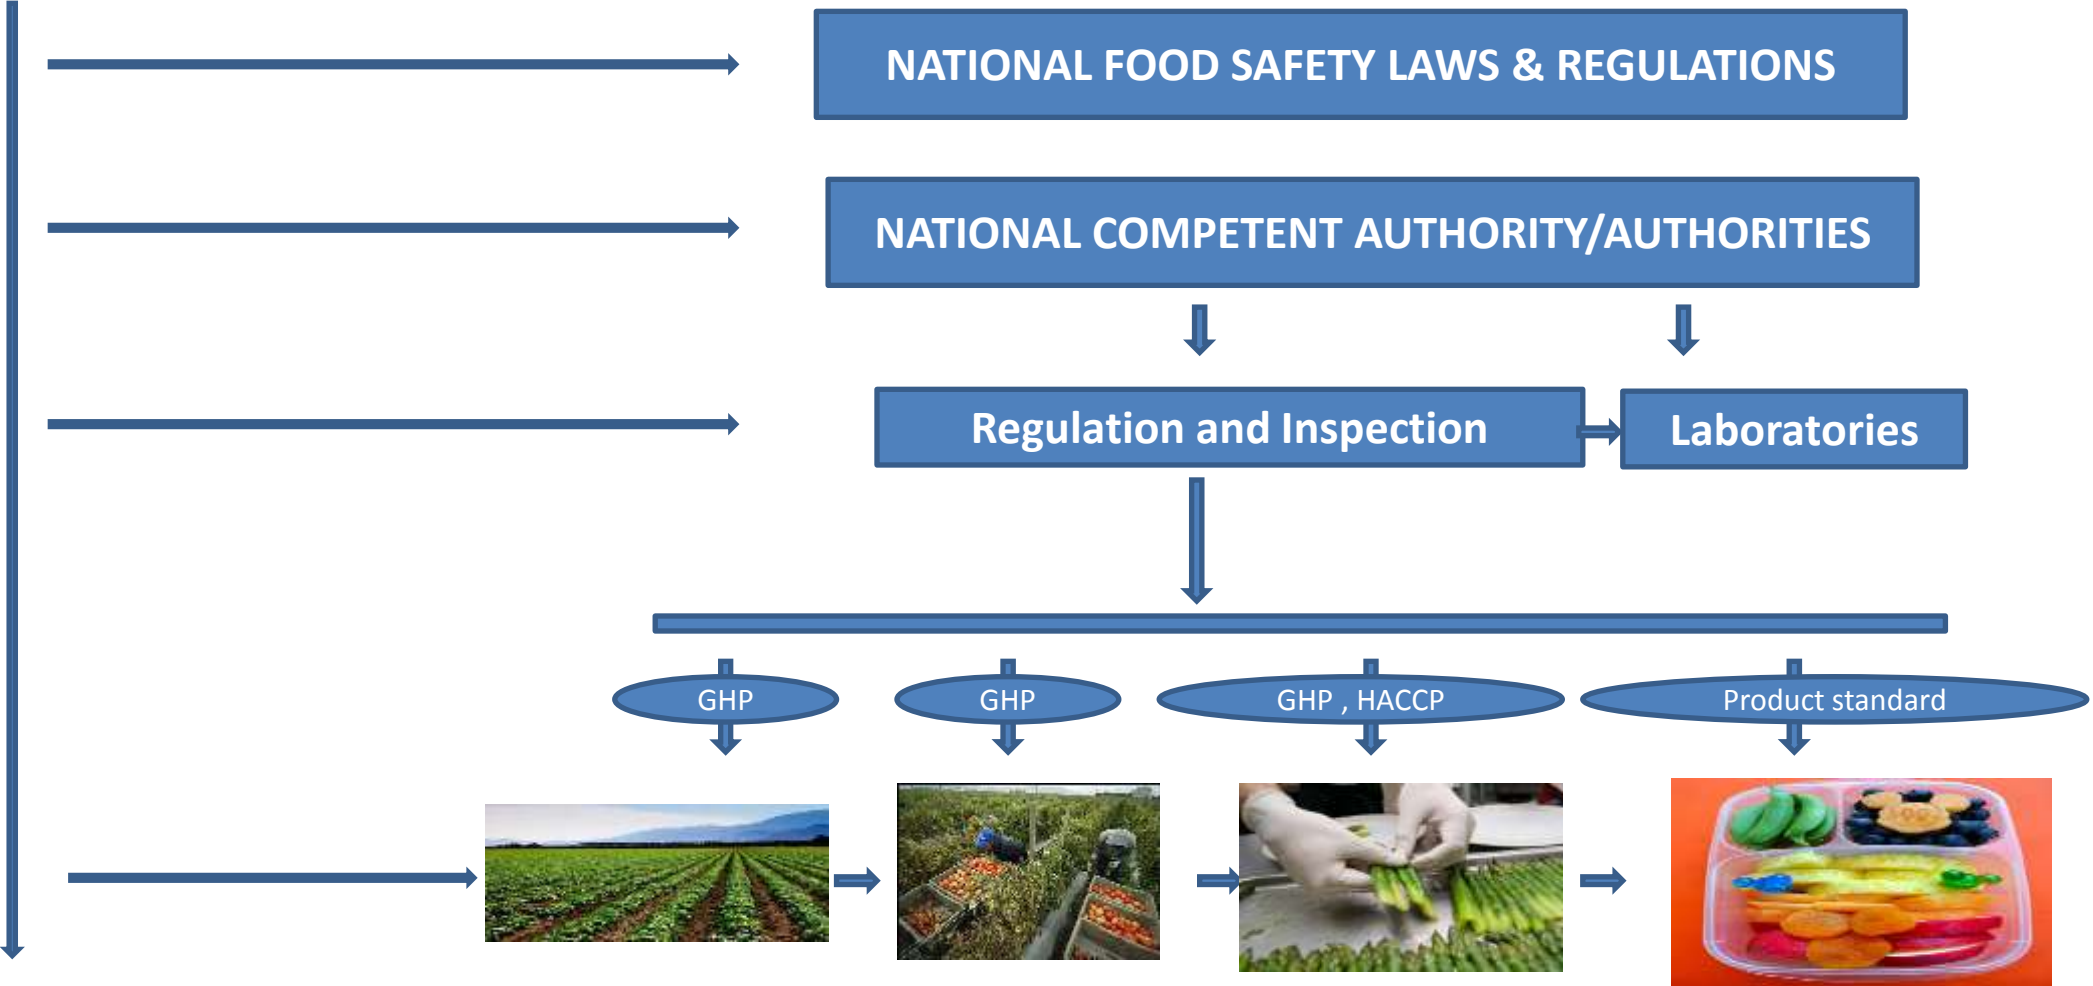 NATIONAL FOOD SAFETY LAWS & REGULATIONS
NATIONAL COMPETENT AUTHORITY/AUTHORITIES
Regulation and Inspection
Laboratories
GHP
GHP
GHP , HACCP
Product standard